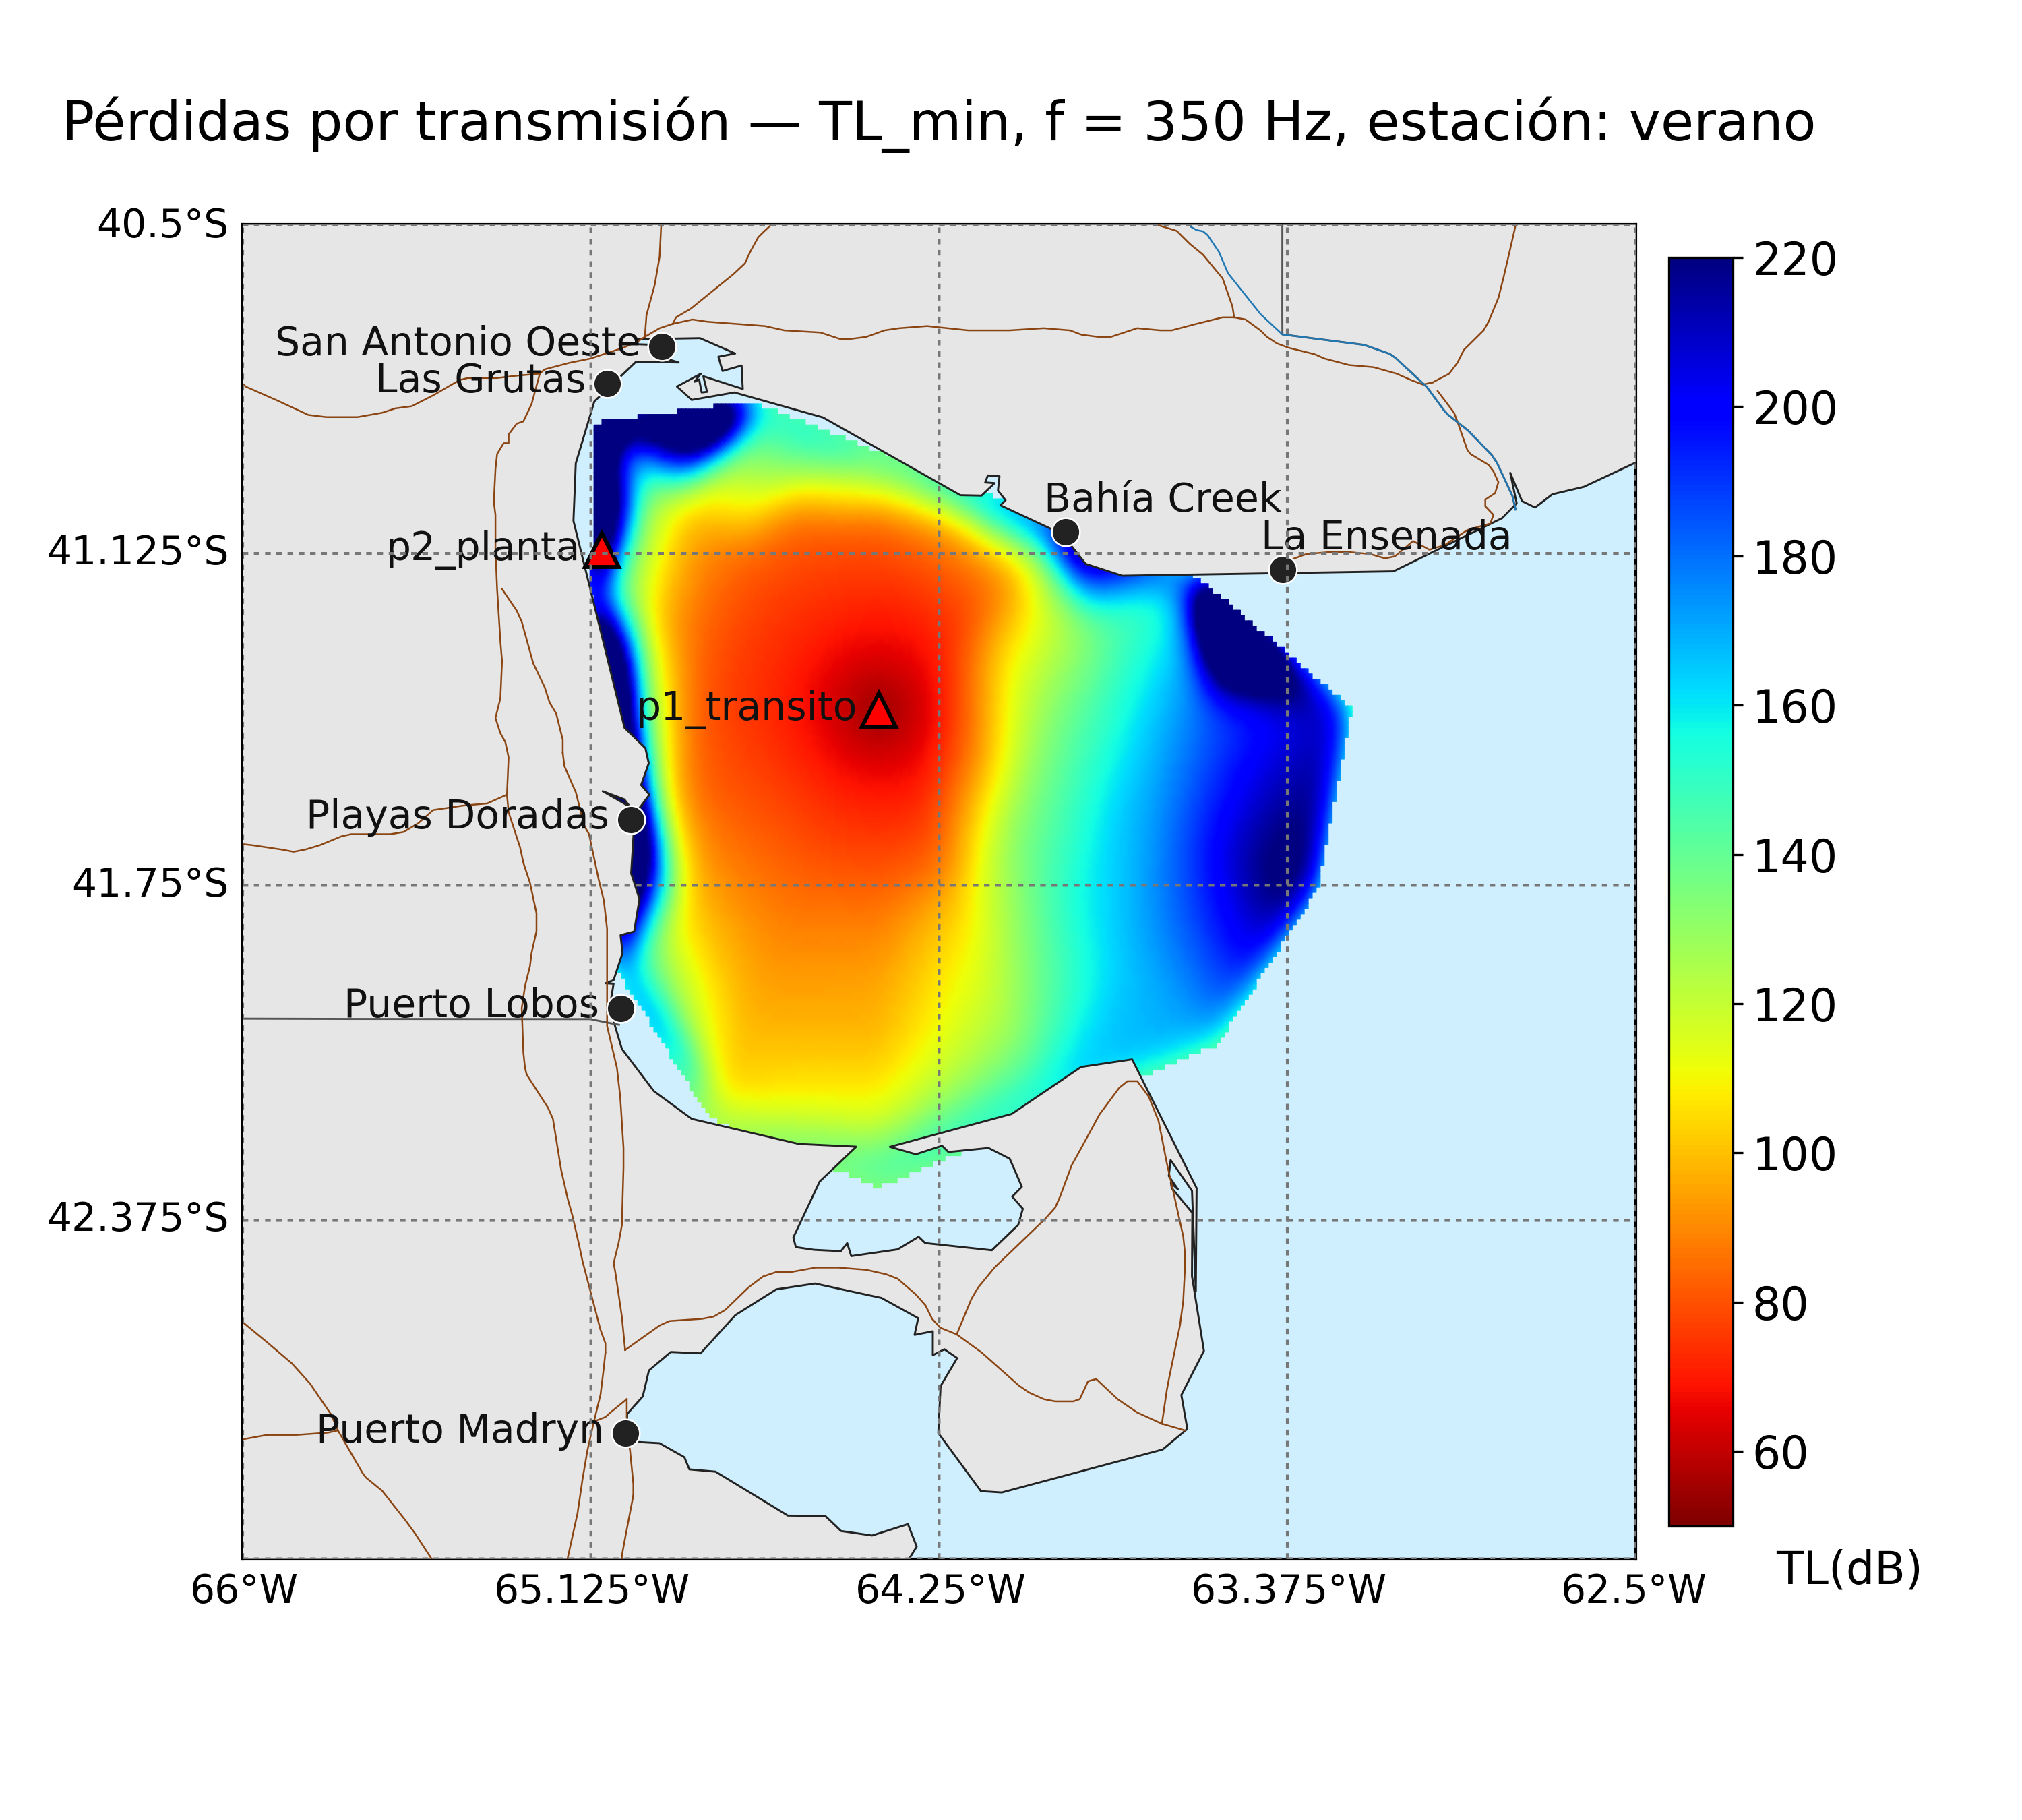 Pérdidas por transmisión — TL_min, f = 350 Hz, estación: verano
40.5°S
220
San Antonio Oeste
Las Grutas
200
Bahía Creek
La Ensenada
p2_planta
41.125°S
180
p1_transito
160
Playas Doradas
41.75°S
140
Puerto Lobos
120
100
42.375°S
80
Puerto Madryn
60
TL(dB)
66°W
65.125°W
64.25°W
63.375°W
62.5°W